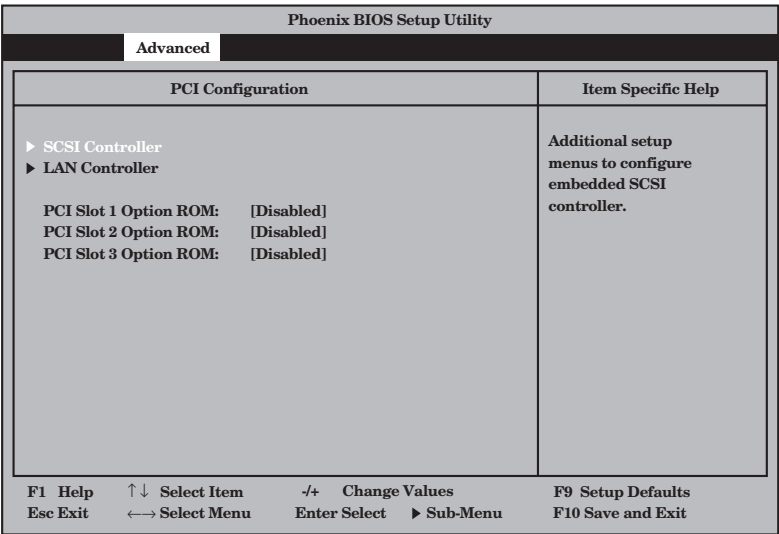 Phoenix BIOS Setup Utility
Advanced
PCI Configuration
Item Specific Help
▶ SCSI Controller
▶ LAN Controller
PCI Slot 1 Option ROM: [Disabled]
PCI Slot 2 Option ROM: [Disabled]
PCI Slot 3 Option ROM: [Disabled]
Additional setup
menus to configure
embedded SCSI
controller.
F1 Help ↑↓ Select Item -/+ Change Values F9 Setup Defaults
Esc Exit ←→ Select Menu Enter Select ▶ Sub-Menu F10 Save and Exit